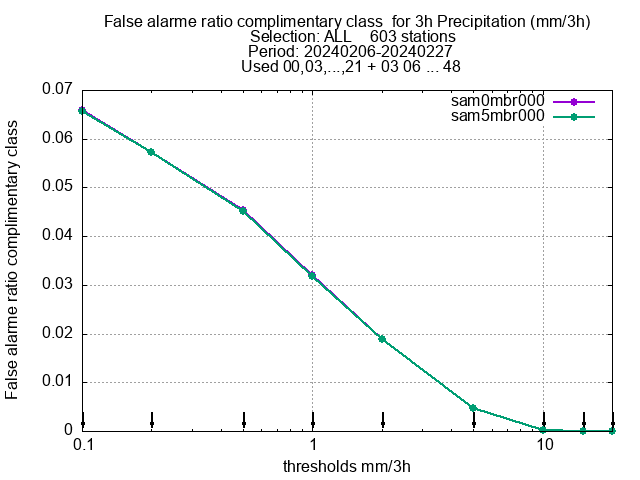 False alarme ratio complimentary class  for 3h Precipitation (mm/3h)
Selection: ALL    603 stations
Period: 20240206-20240227
Used 00,03,...,21 + 03 06 ... 48
sam0mbr000
sam5mbr000
False alarme ratio complimentary class
0.07
0.06
0.05
0.04
0.03
0.02
0.01
0
0.1
1
10
thresholds mm/3h